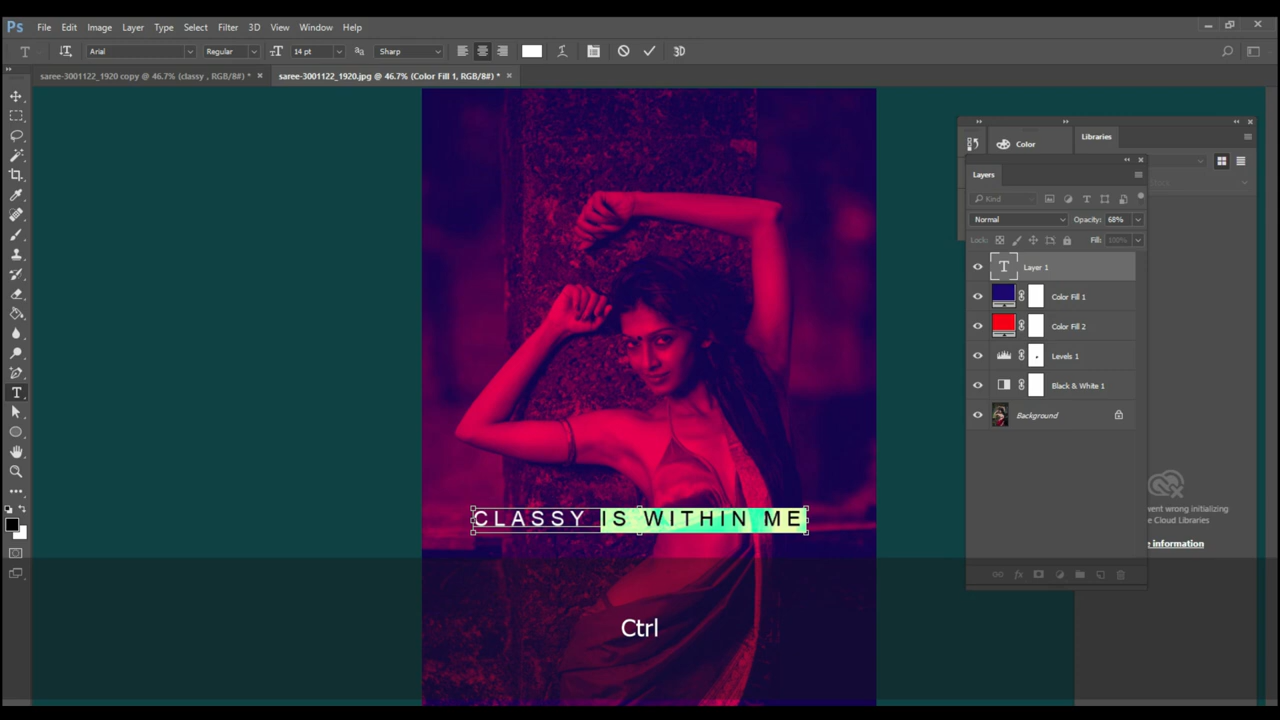 Ps File Edit Image Layer Type Select Filter 3D View Window Help
T Arial Regular 14 pt Sharp 3D
saree-3001122_1920 copy @ 46.7% (classy , RGB/8#) * × saree-3001122_1920.jpg @ 46.7% (Color Fill 1, RGB/8#) * ×
Color Libraries
Layers
Kind
Normal Opacity: 68%
Lock: Fill: 100%
T Layer 1
Color Fill 1
Color Fill 2
Levels 1
Black & White 1
Background
CLASSY IS WITHIN ME
went wrong initializing
Cloud Libraries
information
Ctrl